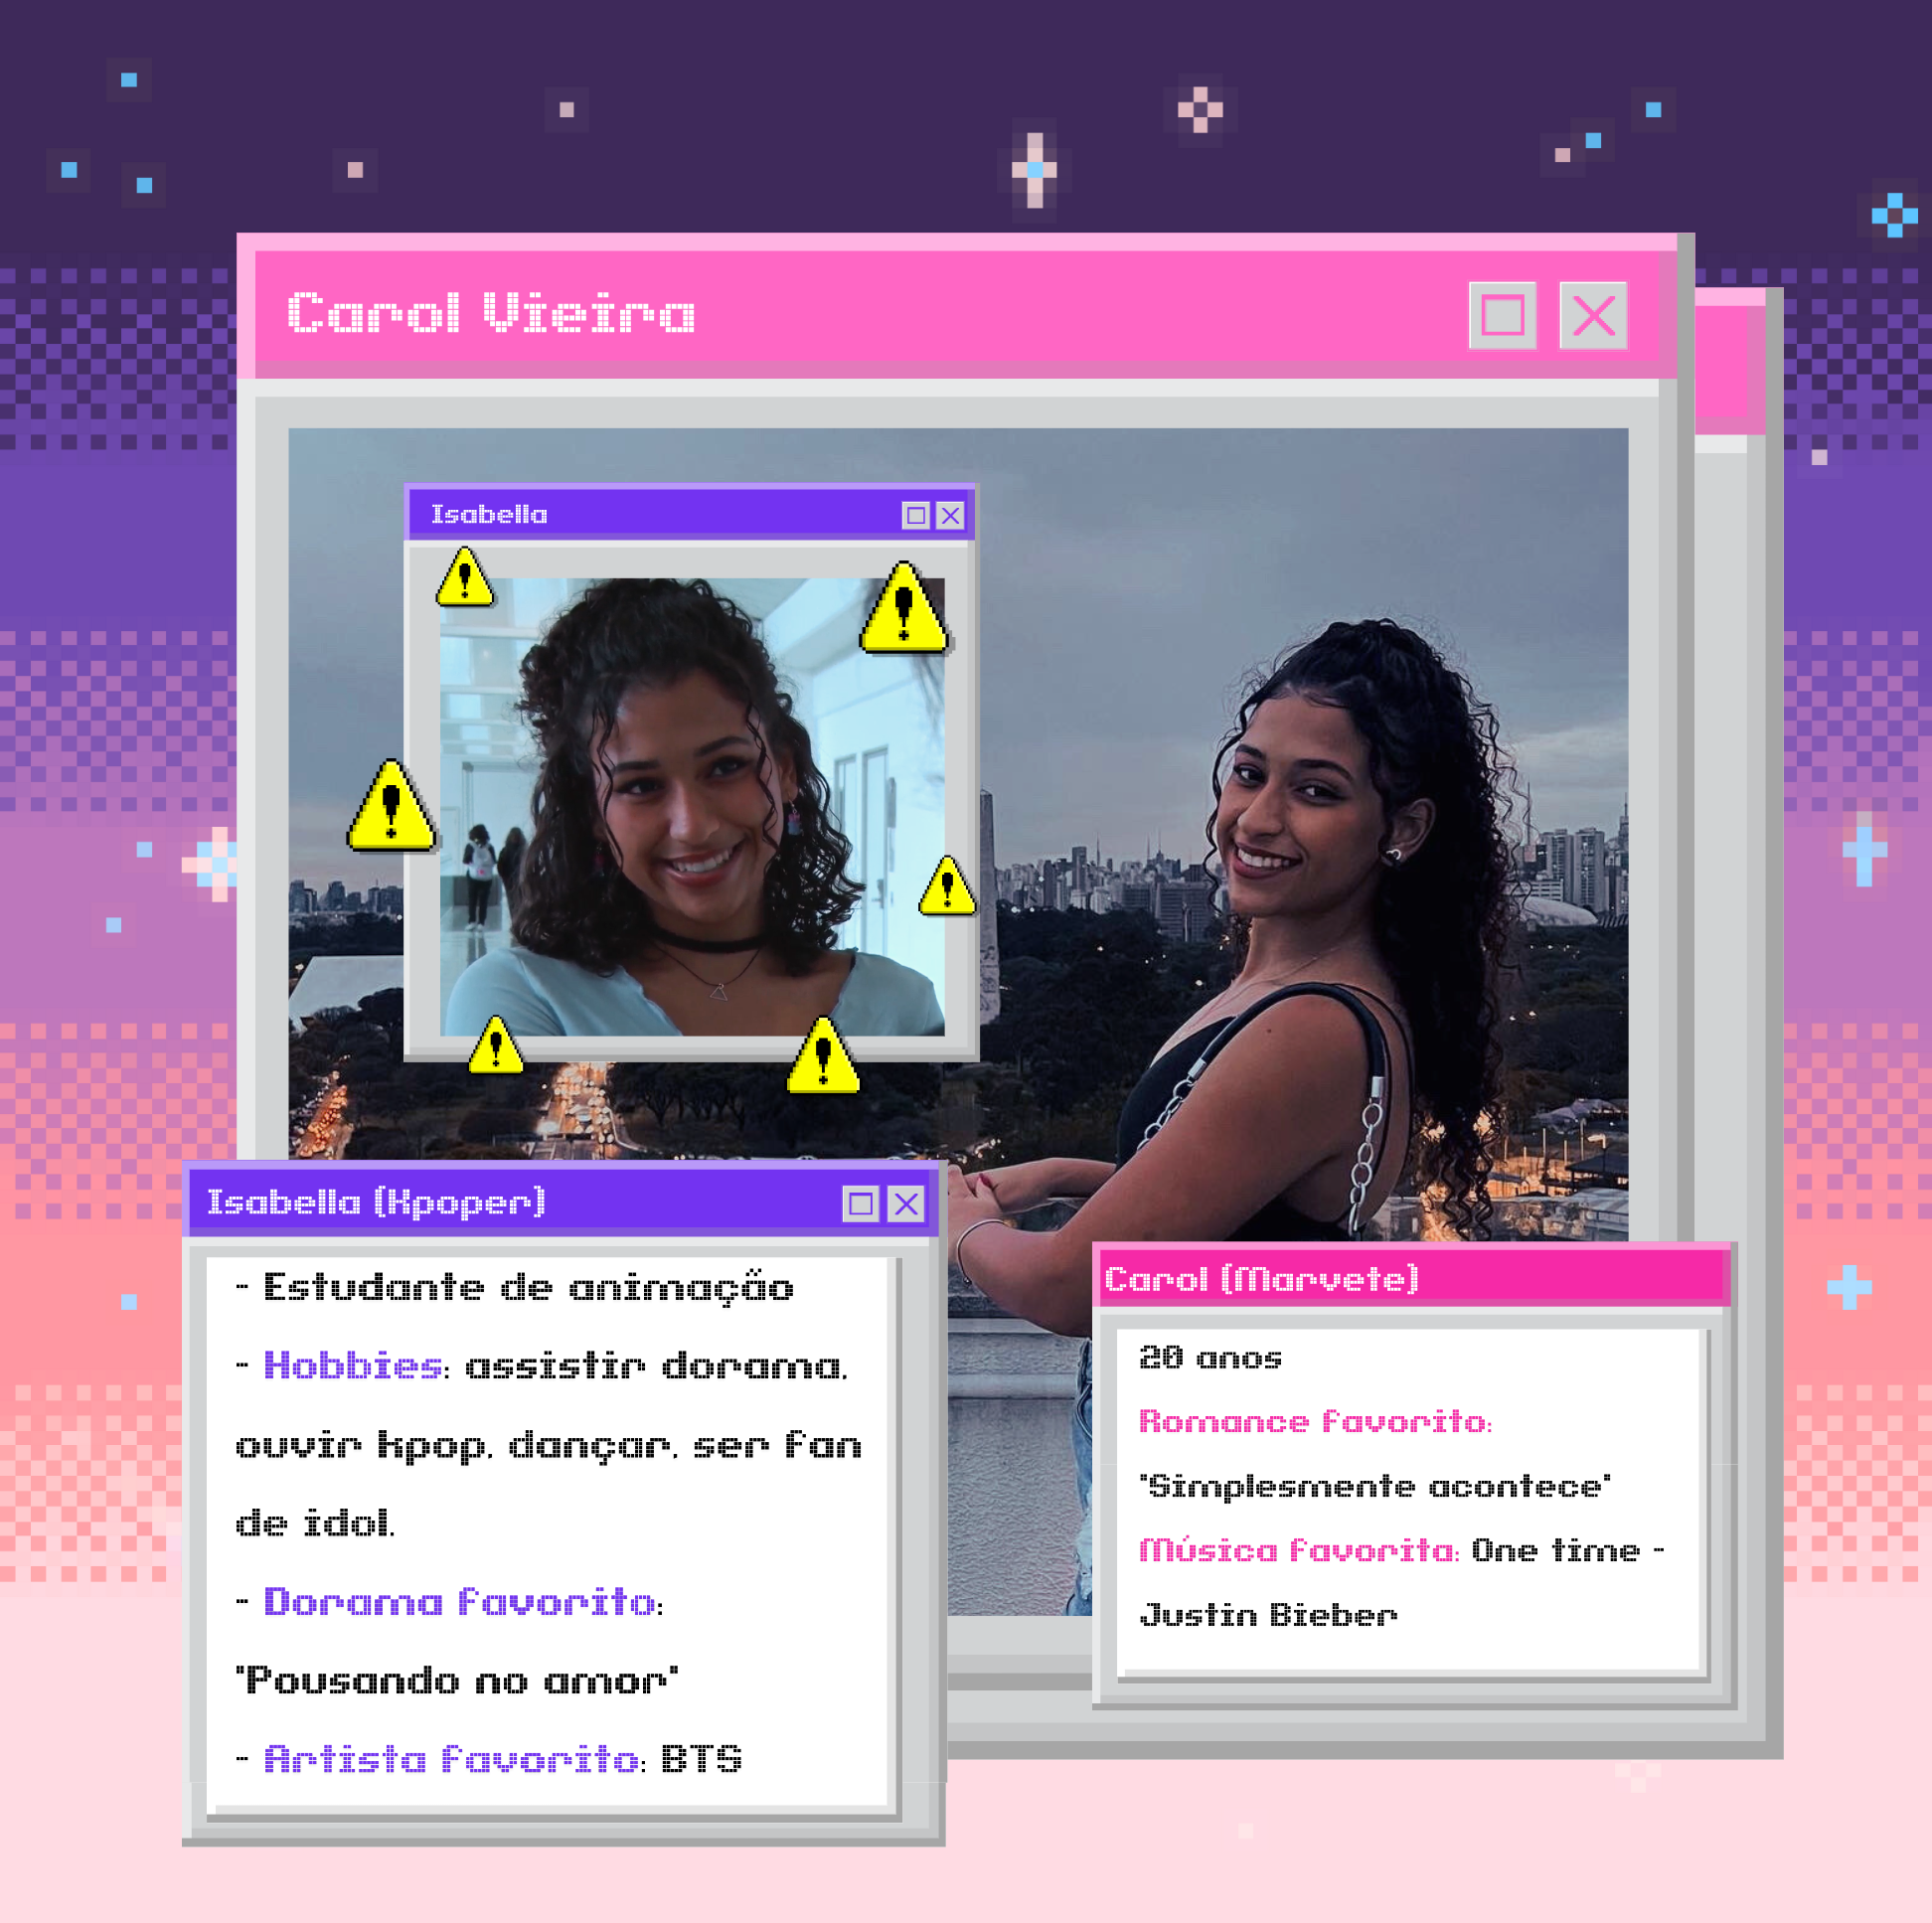 Carol Vieira
Isabella
Isabella (Kpoper)
- Estudante de animação
- Hobbies: assistir dorama,
ouvir kpop, dançar, ser fan
de idol.
- Dorama favorito:
"Pousando no amor"
- Artista favorito: BTS
Carol (Marvete)
20 anos
Romance favorito:
"Simplesmente acontece"
Música favorita: One time -
Justin Bieber